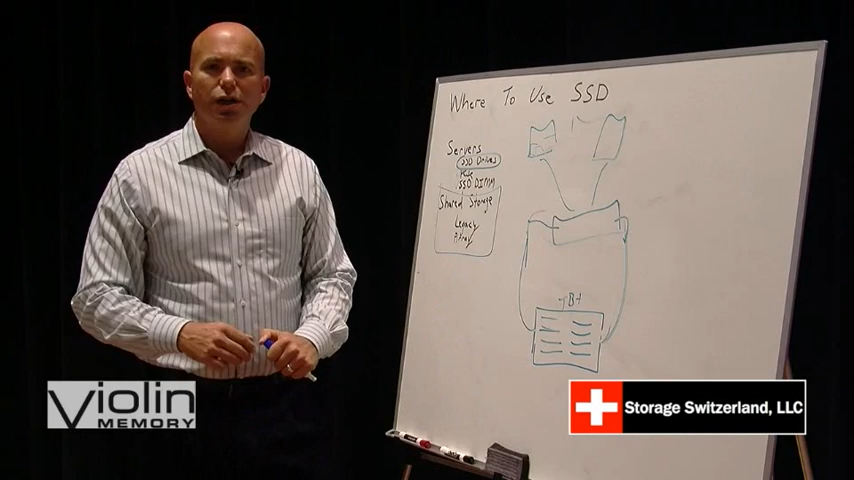 Where To Use SSD
Servers
SSD Drives
PCIe
SSD DIMM
Shared Storage
Legacy
Array
Violin
MEMORY
Storage Switzerland, LLC